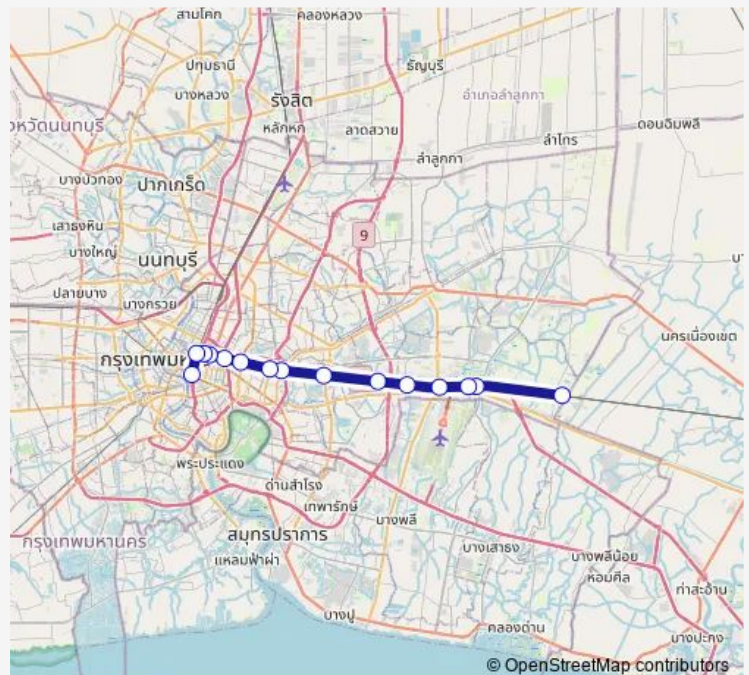 สามโคก
คลองหลวง
ปทุมธานี
ธัญบุรี
บางหลวง
รังสิต
อำเภอลำลูกกา
หลักหก
ลาดสวาย
ดอนฉิมพลี
งหวัดนนทบุรี
ลำไทร
ลำลูกกา
บางบัวทอง
ปากเกร็ด
เสาธงหิน
9
บางใหญ่
นนทบุรี
ปลายบาง
บางกรวย
นครเนื่องเขต
กรุงเทพมห
พระประแดง
ด่านสำโรง
เทพารักษ์
บางพลี
สมุทรปราการ
กรุงเทพมหานคร
แหลมฟ้าผ่า
บางเสาธง
บางพลีน้อย
หอมศีล
ท่าสะอ้าน
บางปู
คลองด่าน
บางปะกง
© OpenStreetMap contributors